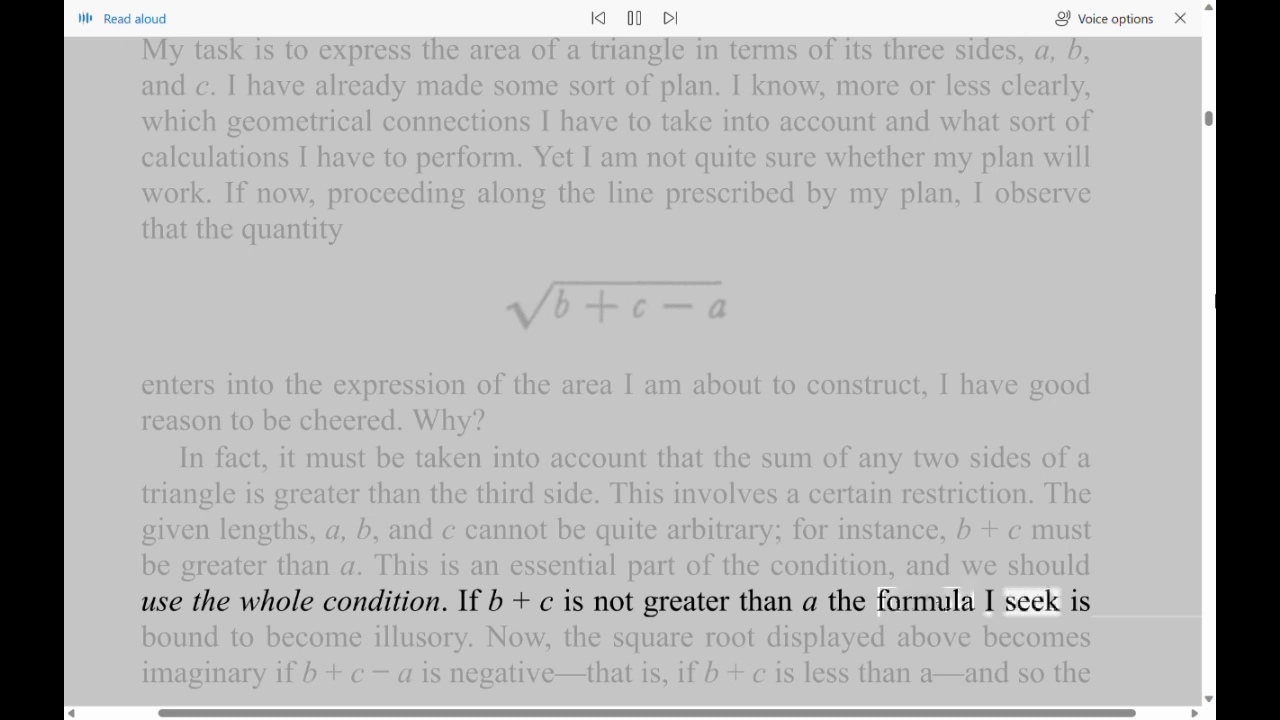 Read aloud
Voice options
My task is to express the area of a triangle in terms of its three sides, a, b,
and c. I have already made some sort of plan. I know, more or less clearly,
which geometrical connections I have to take into account and what sort of
calculations I have to perform. Yet I am not quite sure whether my plan will
work. If now, proceeding along the line prescribed by my plan, I observe
that the quantity
√b + c − a
enters into the expression of the area I am about to construct, I have good
reason to be cheered. Why?
In fact, it must be taken into account that the sum of any two sides of a
triangle is greater than the third side. This involves a certain restriction. The
given lengths, a, b, and c cannot be quite arbitrary; for instance, b + c must
be greater than a. This is an essential part of the condition, and we should
use the whole condition. If b + c is not greater than a the formula I seek is
bound to become illusory. Now, the square root displayed above becomes
imaginary if b + c − a is negative—that is, if b + c is less than a—and so the